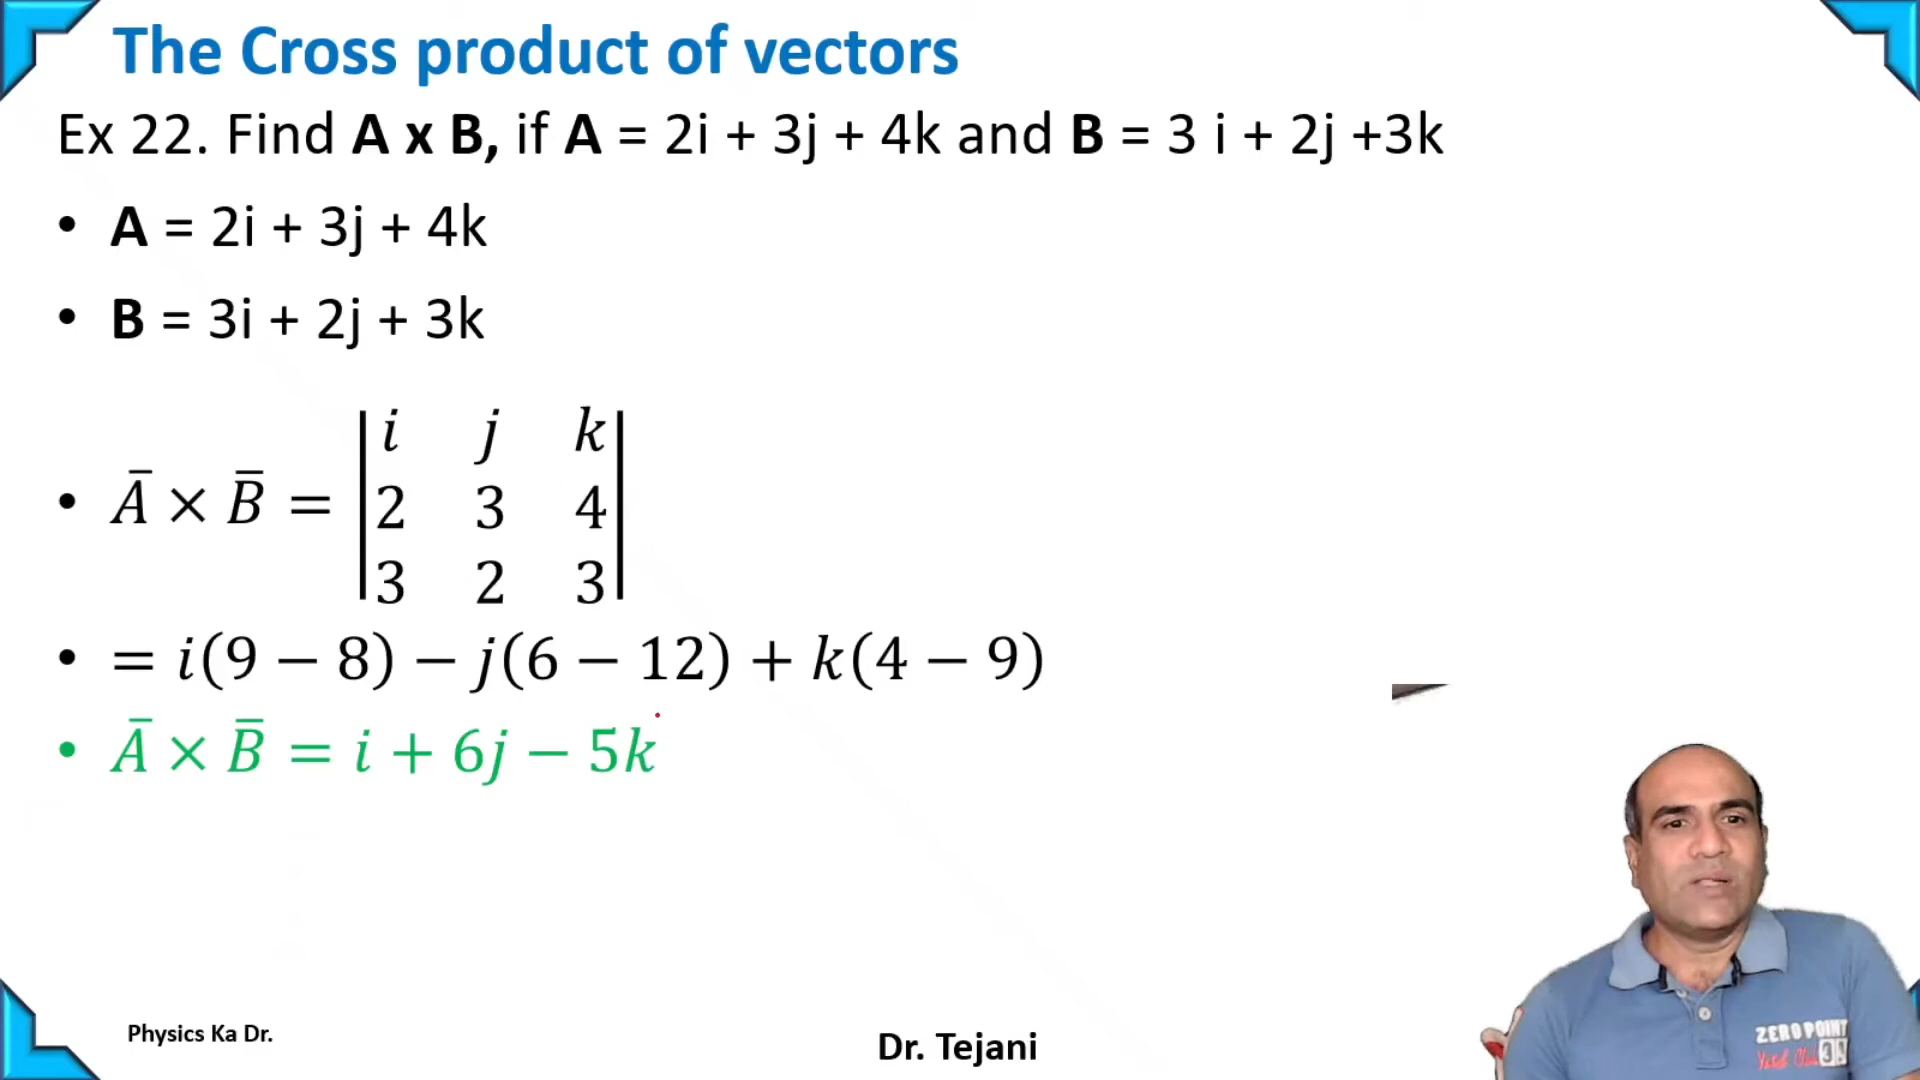 The Cross product of vectors
Ex 22. Find A x B, if A = 2i + 3j + 4k and B = 3 i + 2j +3k
• A = 2i + 3j + 4k
• B = 3i + 2j + 3k
i j k
• A̅ × B̅ = |2 3 4|
3 2 3
• = i(9 − 8) − j(6 − 12) + k(4 − 9)
• A̅ × B̅ = i + 6j − 5k
ZERO POINT
Physics Ka Dr.
Dr. Tejani